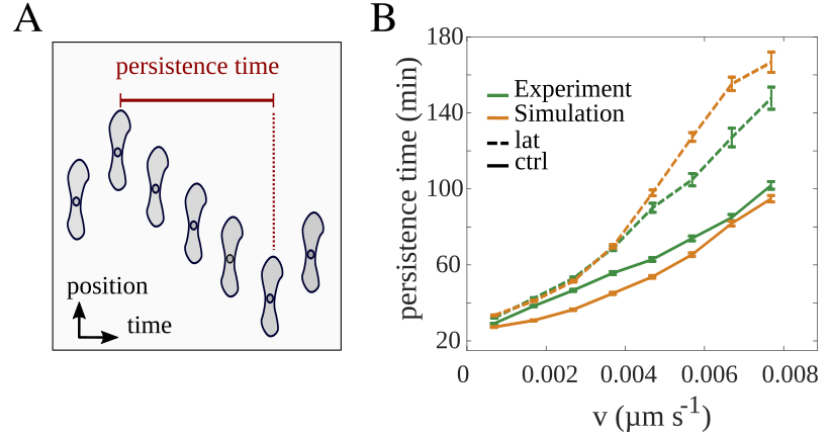 A
persistence time
position
time
B
persistence time (min)
180
140
100
60
20
Experiment
Simulation
lat
ctrl
0
0.002
0.004
0.006
0.008
v (µm s⁻¹)